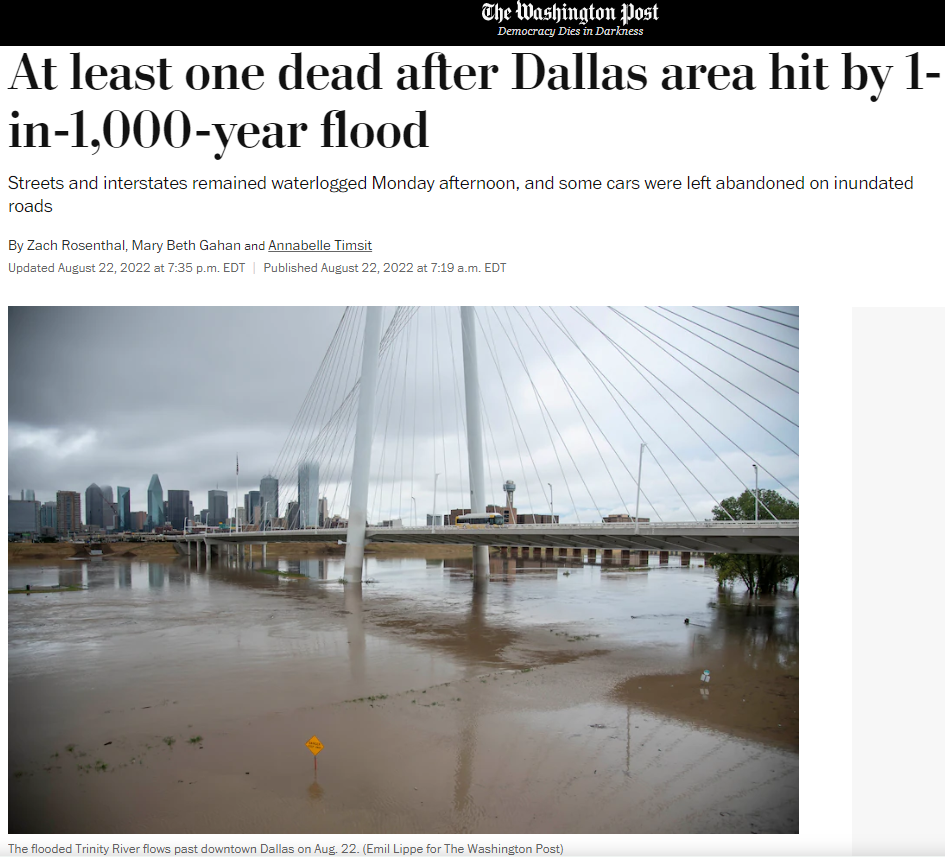 The Washington Post
Democracy Dies in Darkness
At least one dead after Dallas area hit by 1-
in-1,000-year flood
Streets and interstates remained waterlogged Monday afternoon, and some cars were left abandoned on inundated
roads
By Zach Rosenthal, Mary Beth Gahan and Annabelle Timsit
Updated August 22, 2022 at 7:35 p.m. EDT | Published August 22, 2022 at 7:19 a.m. EDT
The flooded Trinity River flows past downtown Dallas on Aug. 22. (Emil Lippe for The Washington Post)